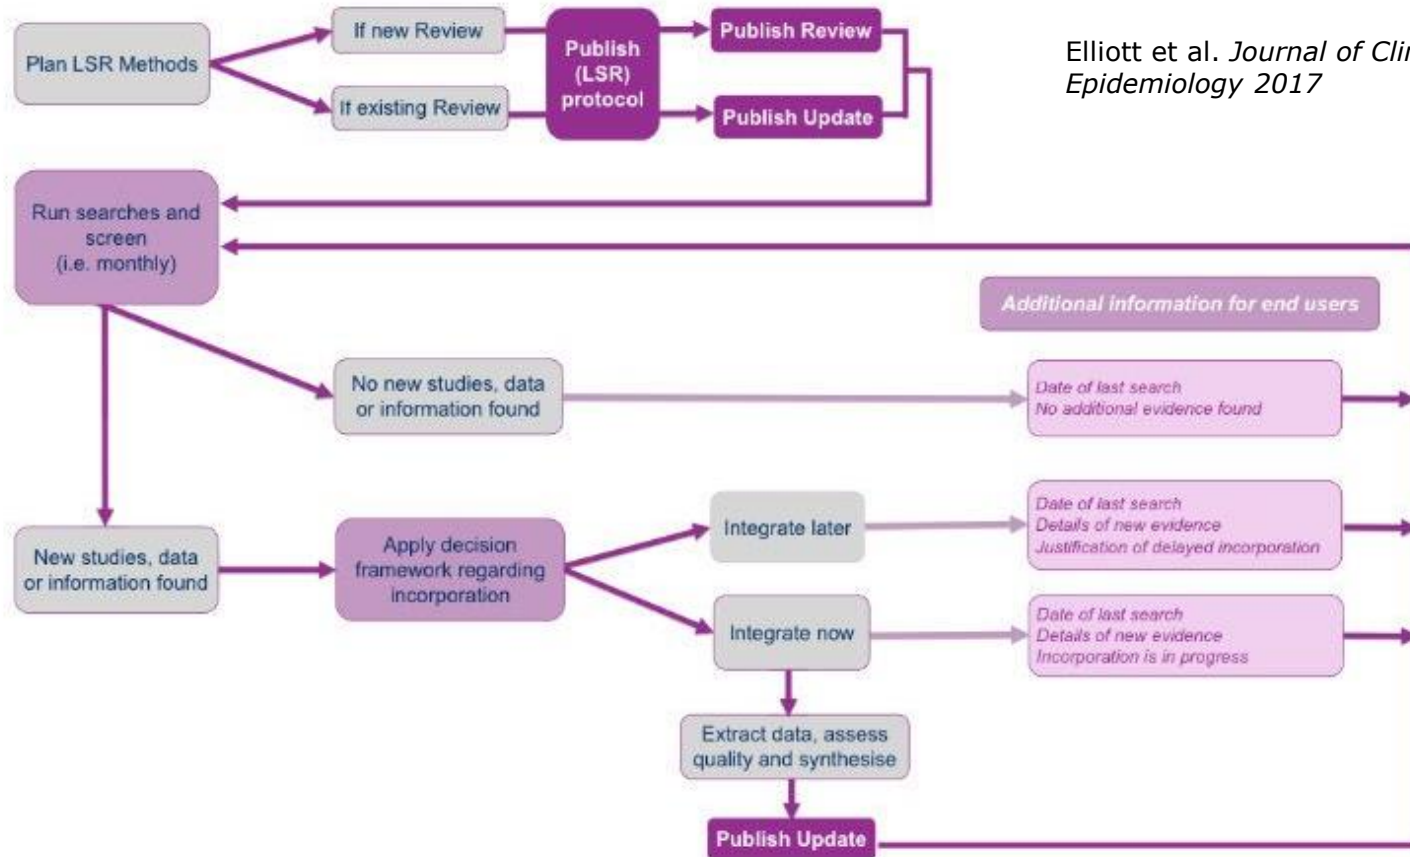 Plan LSR Methods
If new Review
If existing Review
Publish
(LSR)
protocol
Publish Review
Publish Update
Elliott et al. Journal of Clin
Epidemiology 2017
Run searches and
screen
(i.e. monthly)
Additional information for end users
No new studies, data
or information found
Date of last search
No additional evidence found
New studies, data
or information found
Apply decision
framework regarding
incorporation
Integrate later
Date of last search
Details of new evidence
Justification of delayed incorporation
Integrate now
Date of last search
Details of new evidence
Incorporation is in progress
Extract data, assess
quality and synthesise
Publish Update